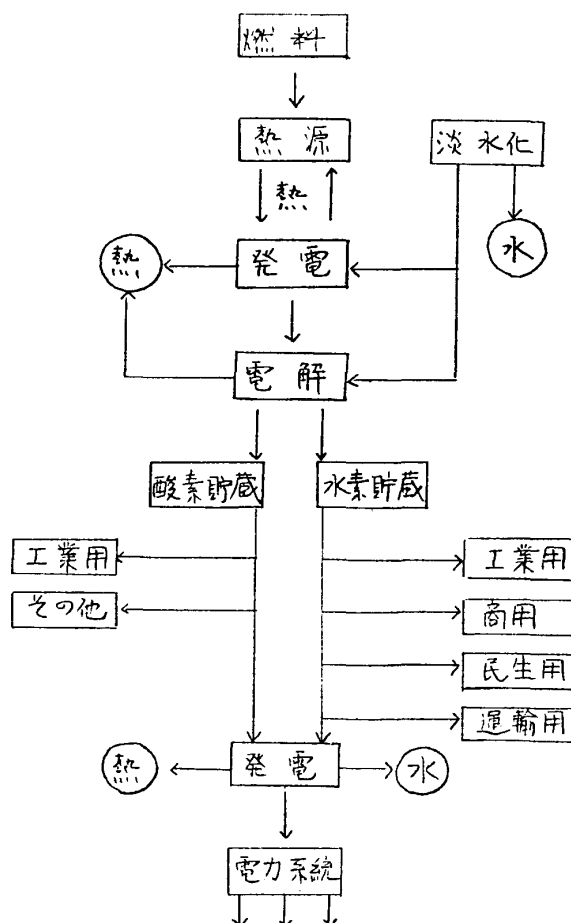 燃料
熱源
淡水化
熱
熱
発電
水
電解
酸素貯蔵
水素貯蔵
工業用
工業用
その他
商用
民生用
運輸用
熱
発電
水
電力系統